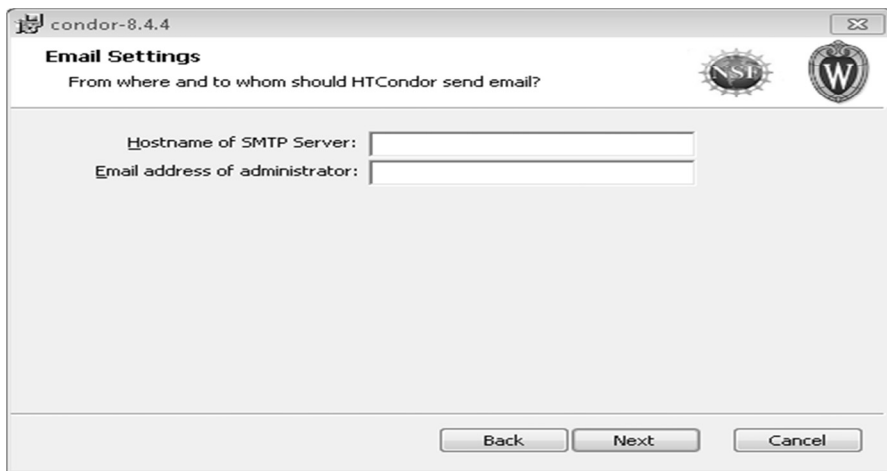 condor-8.4.4
Email Settings
From where and to whom should HTCondor send email?
NSF
W
Hostname of SMTP Server:
Email address of administrator:
Back
Next
Cancel